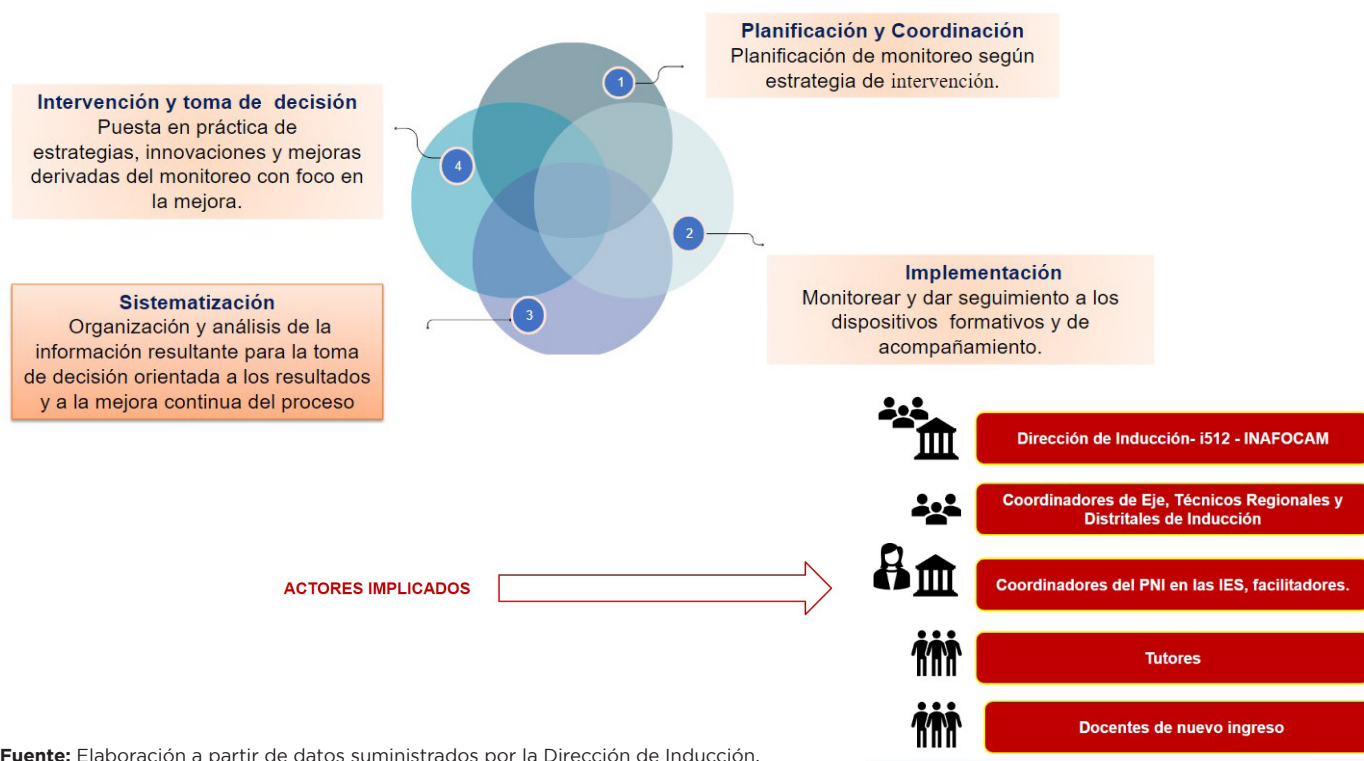 Planificación y Coordinación
Planificación de monitoreo según
estrategia de intervención.
1
Intervención y toma de decisión
Puesta en práctica de
estrategias, innovaciones y mejoras
derivadas del monitoreo con foco en
la mejora.
4
2
Implementación
Monitorear y dar seguimiento a los
dispositivos formativos y de
acompañamiento.
Sistematización
Organización y análisis de la
información resultante para la toma
de decisión orientada a los resultados
y a la mejora continua del proceso
3
ACTORES IMPLICADOS
Dirección de Inducción- i512 - INAFOCAM
Coordinadores de Eje, Técnicos Regionales y
Distritales de Inducción
Coordinadores del PNI en las IES, facilitadores.
Tutores
Docentes de nuevo ingreso
Fuente: Elaboración a partir de datos suministrados por la Dirección de Inducción.